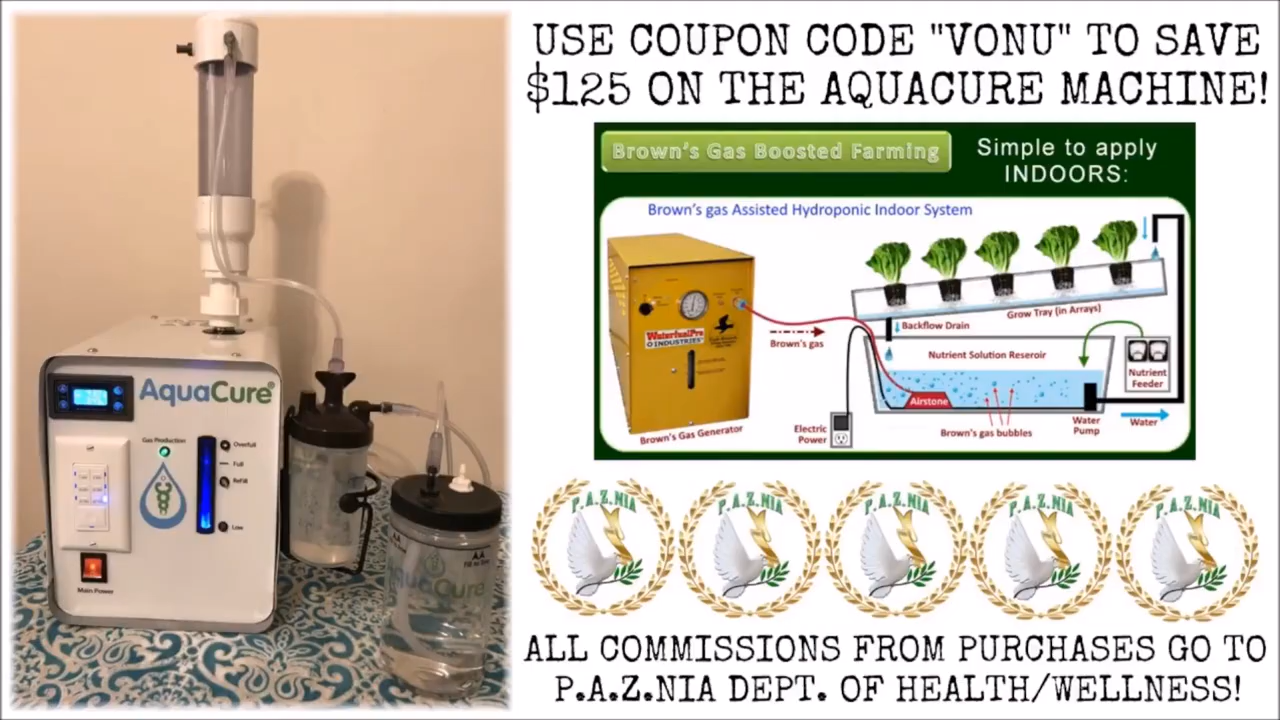 USE COUPON CODE "VONU" TO SAVE
$125 ON THE AQUACURE MACHINE!
AquaCure®
Gas Production
Overfull
Full
Refill
Low
Main Power
AquaCure
Brown's Gas Boosted Farming
Simple to apply
INDOORS:
Brown's gas Assisted Hydroponic Indoor System
WaterfuelPro
INDUSTRIES
Brown's Gas Generator
Brown's gas
Electric
Power
Backflow Drain
Grow Tray (in Arrays)
Nutrient Solution Reseroir
Airstone
Brown's gas bubbles
Water
Pump
Nutrient
Feeder
Water
P.A.Z.NIA
P.A.Z.NIA
P.A.Z.NIA
P.A.Z.NIA
P.A.Z.NIA
ALL COMMISSIONS FROM PURCHASES GO TO
P.A.Z.NIA DEPT. OF HEALTH/WELLNESS!